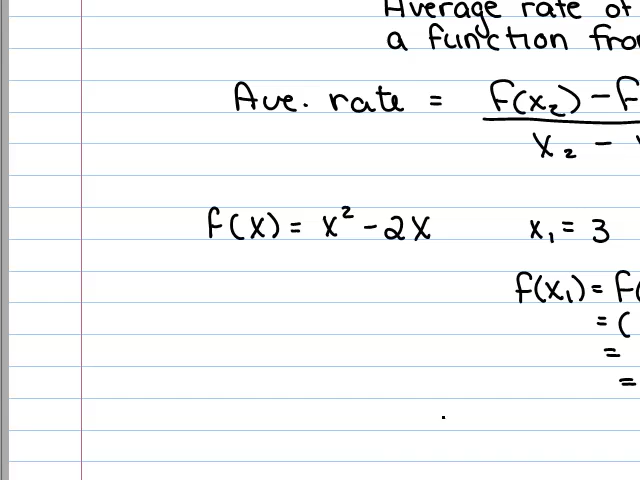 Average rate of
a function from
Ave. rate = f(x₂) - f
x₂ -
f(x) = x² - 2x x₁ = 3
f(x₁) = f(
= (
=
=